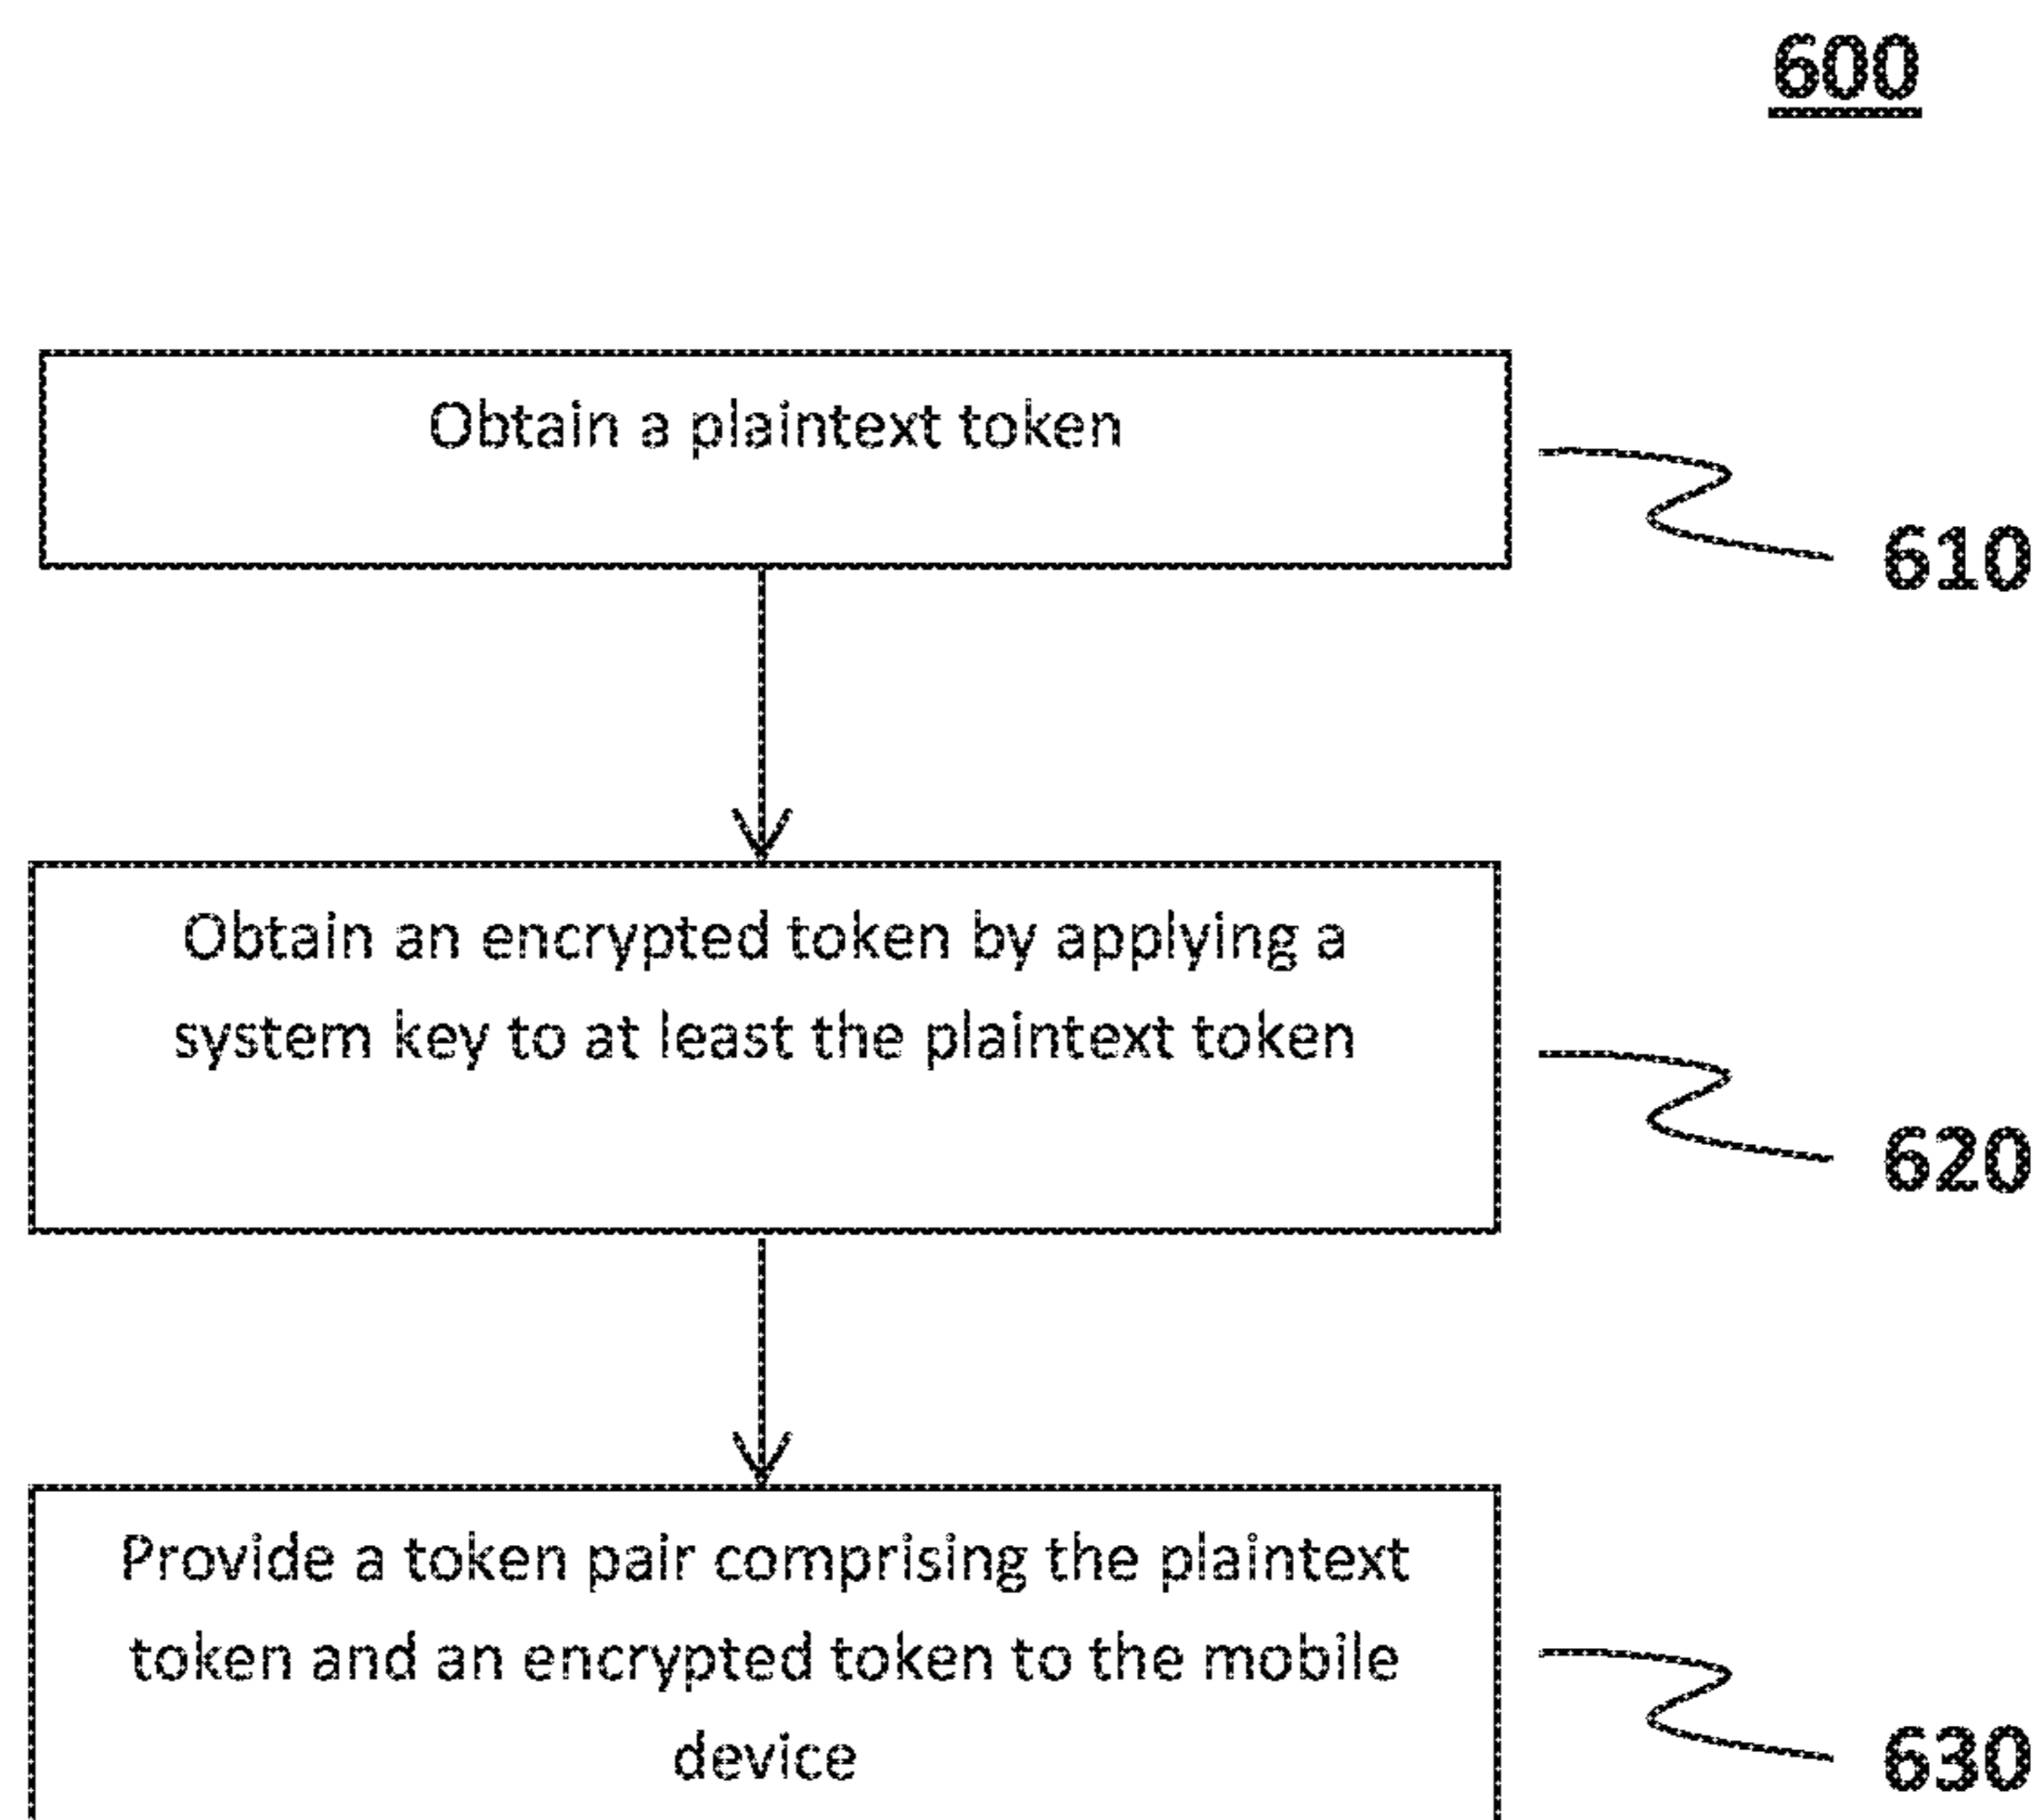 600
Obtain a plaintext token
610
Obtain an encrypted token by applying a
system key to at least the plaintext token
620
Provide a token pair comprising the plaintext
token and an encrypted token to the mobile
device
630